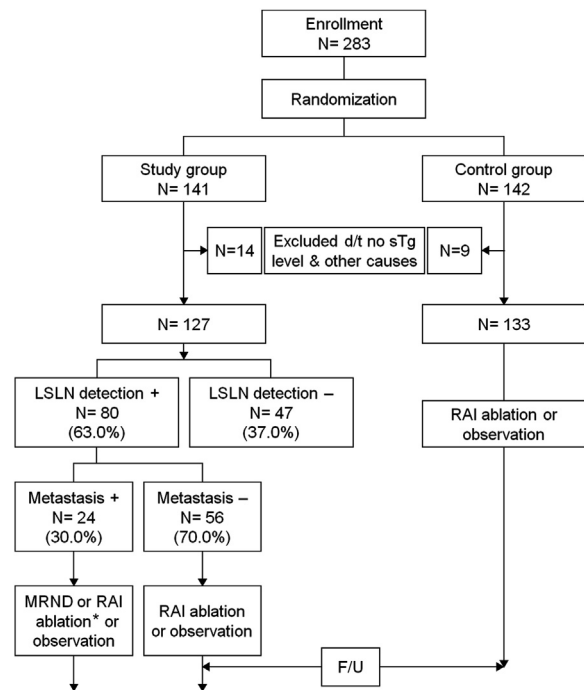 Enrollment
N= 283
Randomization
Study group
N= 141
Control group
N= 142
N=14
Excluded d/t no sTg
level & other causes
N=9
N= 127
N= 133
LSLN detection +
N= 80
(63.0%)
LSLN detection –
N= 47
(37.0%)
RAI ablation or
observation
Metastasis +
N= 24
(30.0%)
Metastasis –
N= 56
(70.0%)
MRND or RAI
ablation* or
observation
RAI ablation
or observation
F/U